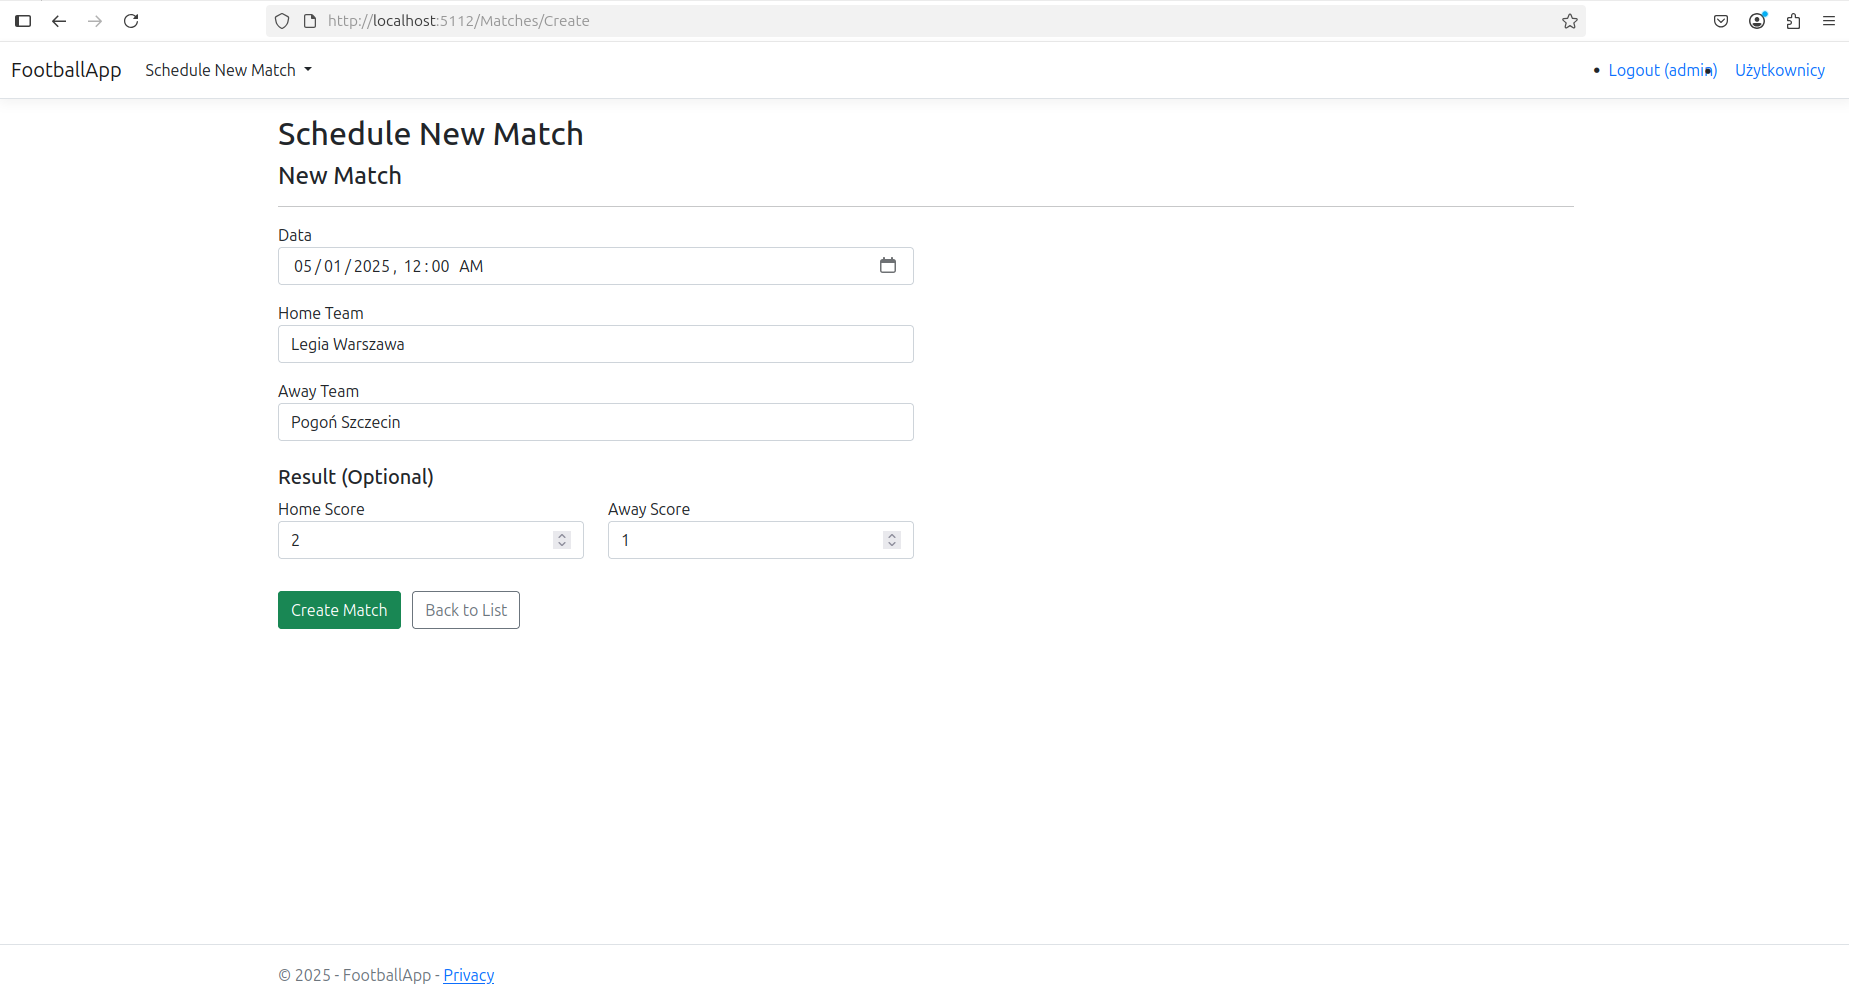 http://localhost:5112/Matches/Create
FootballApp Schedule New Match • Logout (admin) • Użytkownicy
Schedule New Match
New Match
Data
05/01/2025, 12:00 AM
Home Team
Legia Warszawa
Away Team
Pogoń Szczecin
Result (Optional)
Home Score Away Score
2 1
Create Match Back to List
© 2025 - FootballApp - Privacy